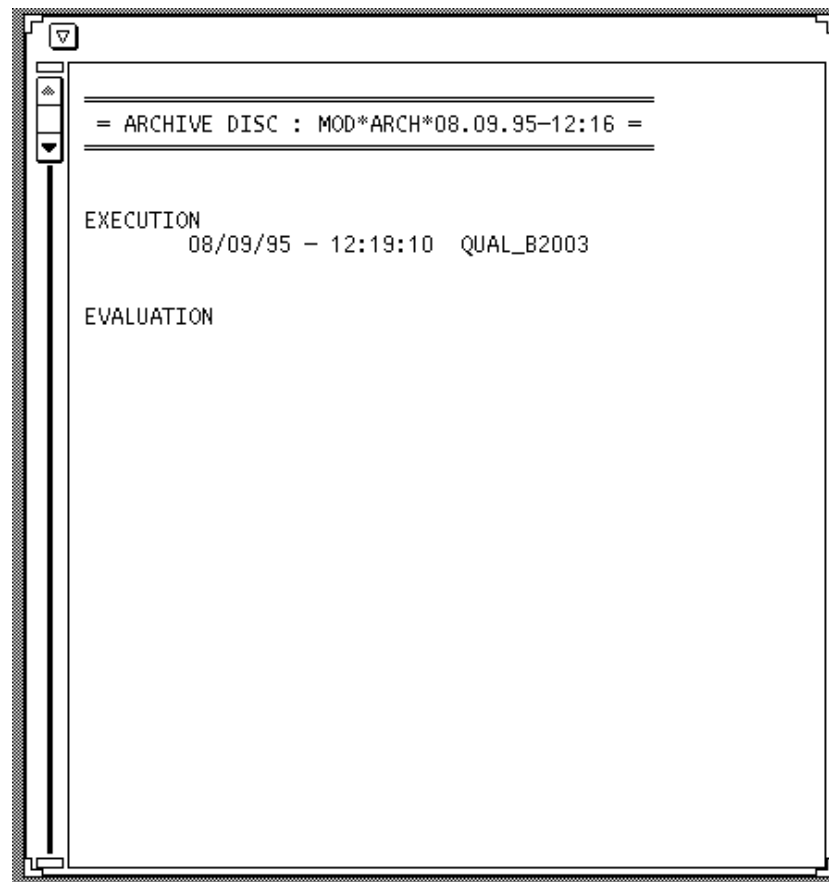 = ARCHIVE DISC : MOD*ARCH*08.09.95-12:16 =
EXECUTION
08/09/95 - 12:19:10 QUAL_B2003
EVALUATION